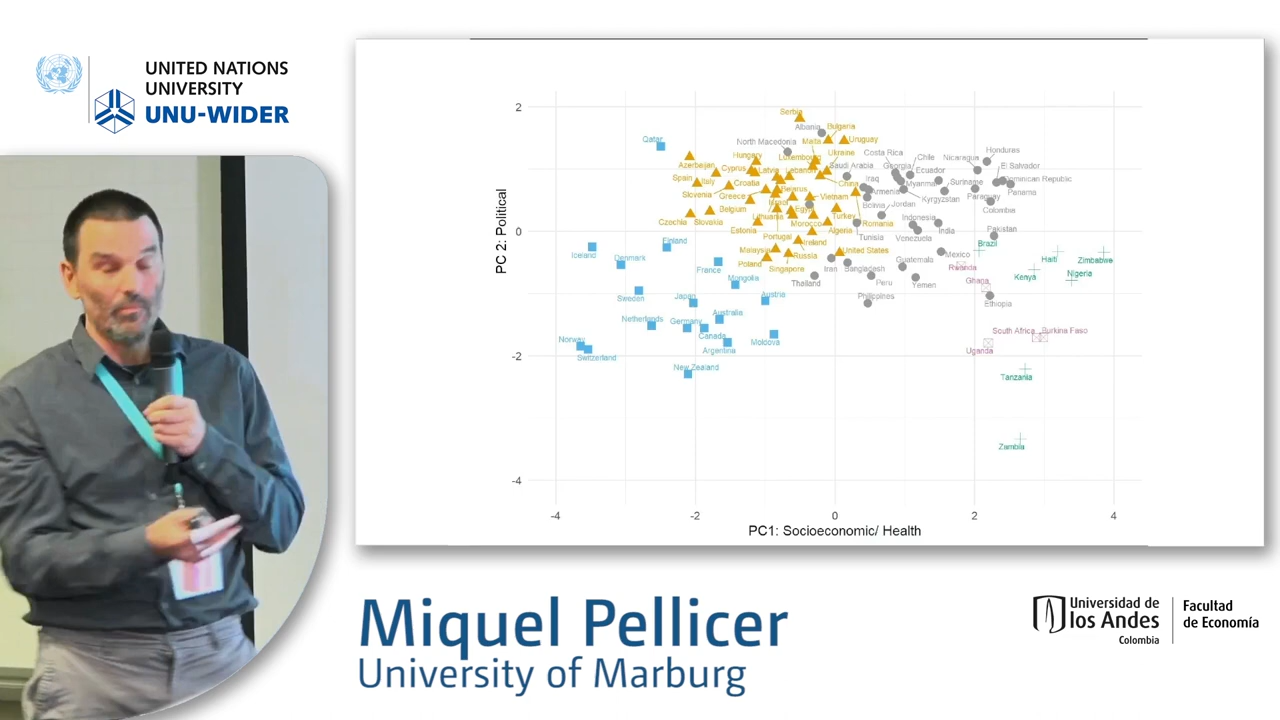 UNITED NATIONS
UNIVERSITY
UNU-WIDER
PC 2: Political
2
0
-2
-4
Serbia
Albania
Bulgaria
Qatar
North Macedonia
Malta
Uruguay
Hungary
Luxembourg
Ukraine
Costa Rica
Chile
Nicaragua
Honduras
Azerbaijan
Cyprus
Latvia
Lebanon
Saudi Arabia
Georgia
Ecuador
El Salvador
Spain
Italy
Croatia
Belarus
China
Iraq
Myanmar
Suriname
Dominican Republic
Slovenia
Greece
Israel
Vietnam
Armenia
Kyrgyzstan
Paraguay
Panama
Belgium
Lithuania
Egypt
Turkey
Bolivia
Jordan
Colombia
Czechia
Slovakia
Estonia
Morocco
Algeria
Romania
Indonesia
India
Portugal
Ireland
Tunisia
Venezuela
Pakistan
Iceland
Finland
Malaysia
Russia
United States
Mexico
Brazil
Denmark
France
Poland
Singapore
Iran
Bangladesh
Guatemala
Rwanda
Haiti
Zimbabwe
Mongolia
Thailand
Peru
Yemen
Ghana
Kenya
Nigeria
Sweden
Japan
Austria
Philippines
Ethiopia
Netherlands
Germany
Australia
South Africa
Burkina Faso
Norway
Canada
Moldova
Switzerland
Argentina
Uganda
New Zealand
Tanzania
Zambia
-4
-2
0
2
4
PC1: Socioeconomic/ Health
Miquel Pellicer
University of Marburg
Universidad de
los Andes
Colombia
Facultad
de Economía